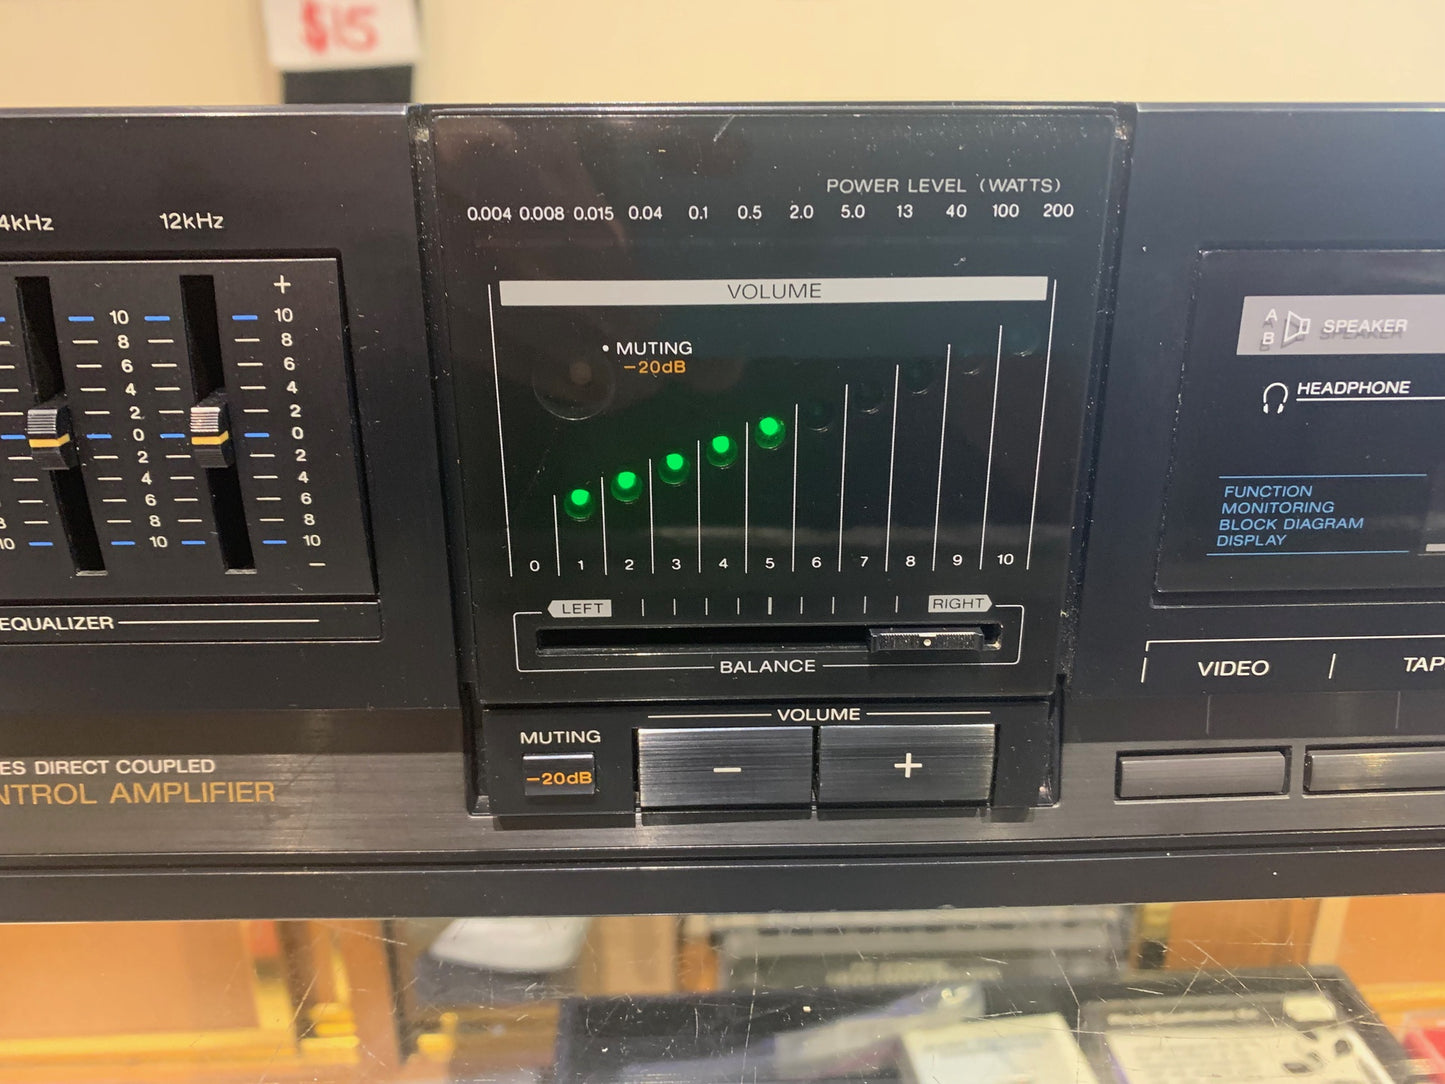 $15
4kHz 12kHz
+
10 10
8 8
6 6
4 4
2 2
0 0
2 2
4 4
6 6
8 8 8
10 10 10
−
EQUALIZER
ES DIRECT COUPLED
NTROL AMPLIFIER
POWER LEVEL (WATTS)
0.004 0.008 0.015 0.04 0.1 0.5 2.0 5.0 13 40 100 200
VOLUME
• MUTING
−20dB
0 1 2 3 4 5 6 7 8 9 10
LEFT RIGHT
BALANCE
VOLUME
MUTING
−20dB
− +
A
B SPEAKER
HEADPHONE
FUNCTION
MONITORING
BLOCK DIAGRAM
DISPLAY
VIDEO TAP